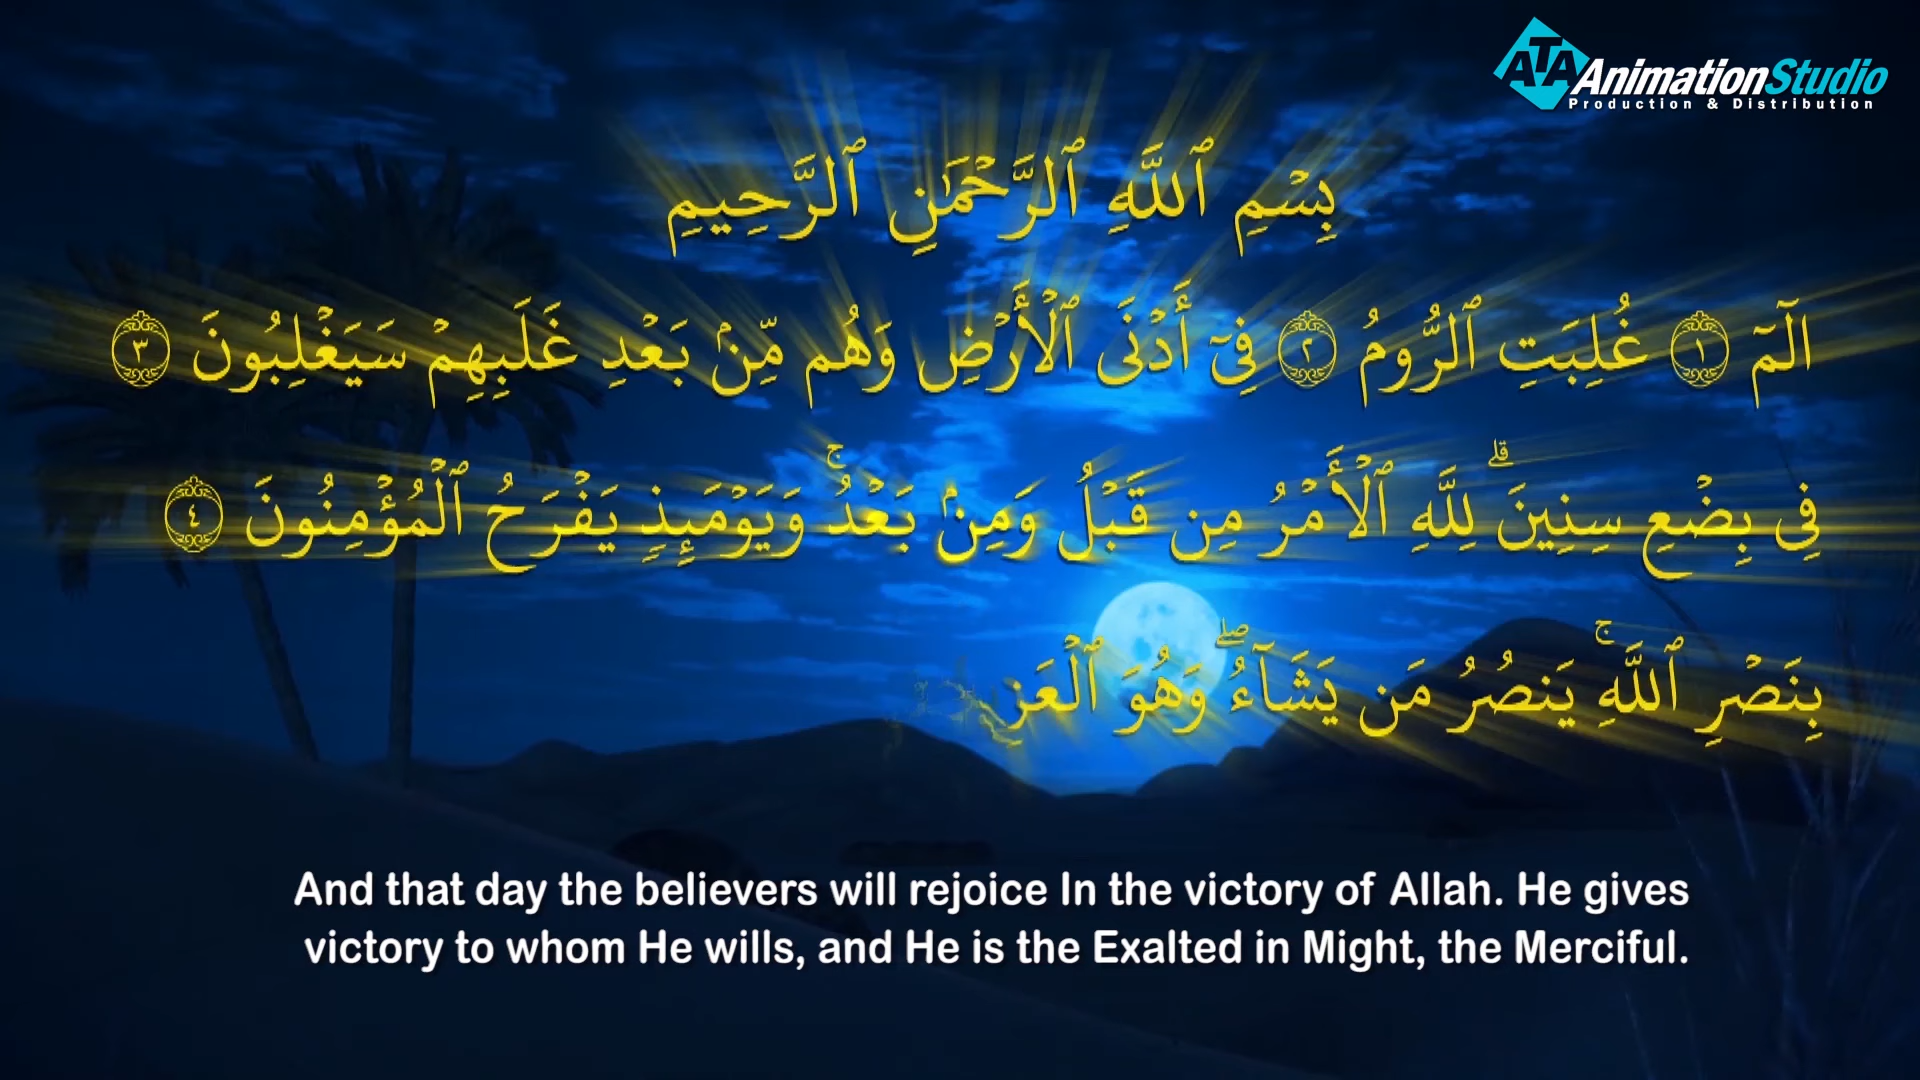 ATA AnimationStudio
Production & Distribution
بِسْمِ ٱللَّهِ ٱلرَّحْمَٰنِ ٱلرَّحِيمِ
الٓمٓ ١ غُلِبَتِ ٱلرُّومُ ٢ فِىٓ أَدْنَى ٱلْأَرْضِ وَهُم مِّنۢ بَعْدِ غَلَبِهِمْ سَيَغْلِبُونَ ٣
فِى بِضْعِ سِنِينَ ۗ لِلَّهِ ٱلْأَمْرُ مِن قَبْلُ وَمِنۢ بَعْدُ ۚ وَيَوْمَئِذٍ يَفْرَحُ ٱلْمُؤْمِنُونَ ٤
بِنَصْرِ ٱللَّهِ ۚ يَنصُرُ مَن يَشَآءُ ۖ وَهُوَ ٱلْعَز
And that day the believers will rejoice In the victory of Allah. He gives
victory to whom He wills, and He is the Exalted in Might, the Merciful.